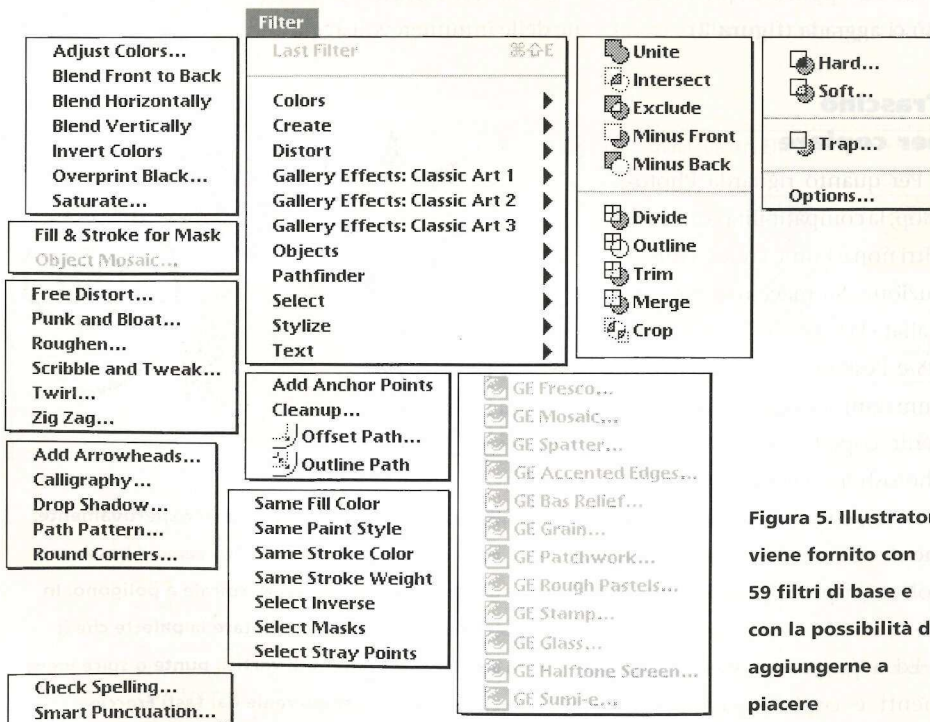 Filter
Last Filter ⌘⇧E
Colors
Create
Distort
Gallery Effects: Classic Art 1
Gallery Effects: Classic Art 2
Gallery Effects: Classic Art 3
Objects
Pathfinder
Select
Stylize
Text
Adjust Colors...
Blend Front to Back
Blend Horizontally
Blend Vertically
Invert Colors
Overprint Black...
Saturate...
Fill & Stroke for Mask
Object Mosaic...
Free Distort...
Punk and Bloat...
Roughen...
Scribble and Tweak...
Twirl...
Zig Zag...
Add Arrowheads...
Calligraphy...
Drop Shadow...
Path Pattern...
Round Corners...
Check Spelling...
Smart Punctuation...
Add Anchor Points
Cleanup...
Offset Path...
Outline Path
Same Fill Color
Same Paint Style
Same Stroke Color
Same Stroke Weight
Select Inverse
Select Masks
Select Stray Points
Unite
Intersect
Exclude
Minus Front
Minus Back
Divide
Outline
Trim
Merge
Crop
Hard...
Soft...
Trap...
Options...
GE Fresco...
GE Mosaic...
GE Spatter...
GE Accented Edges...
GE Bas Relief...
GE Grain...
GE Patchwork...
GE Rough Pastels...
GE Stamp...
GE Glass...
GE Halftone Screen...
GE Sumi-e...
Figura 5. Illustrator
viene fornito con
59 filtri di base e
con la possibilità d
aggiungerne a
piacere